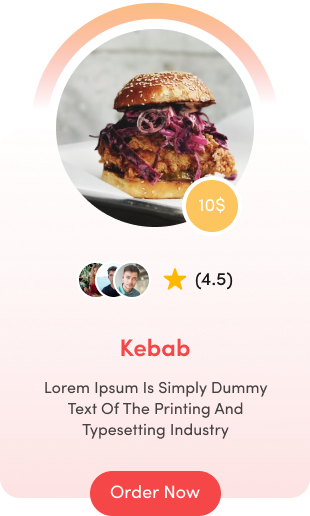 10$
(4.5)
Kebab
Lorem Ipsum Is Simply Dummy
Text Of The Printing And
Typesetting Industry
Order Now